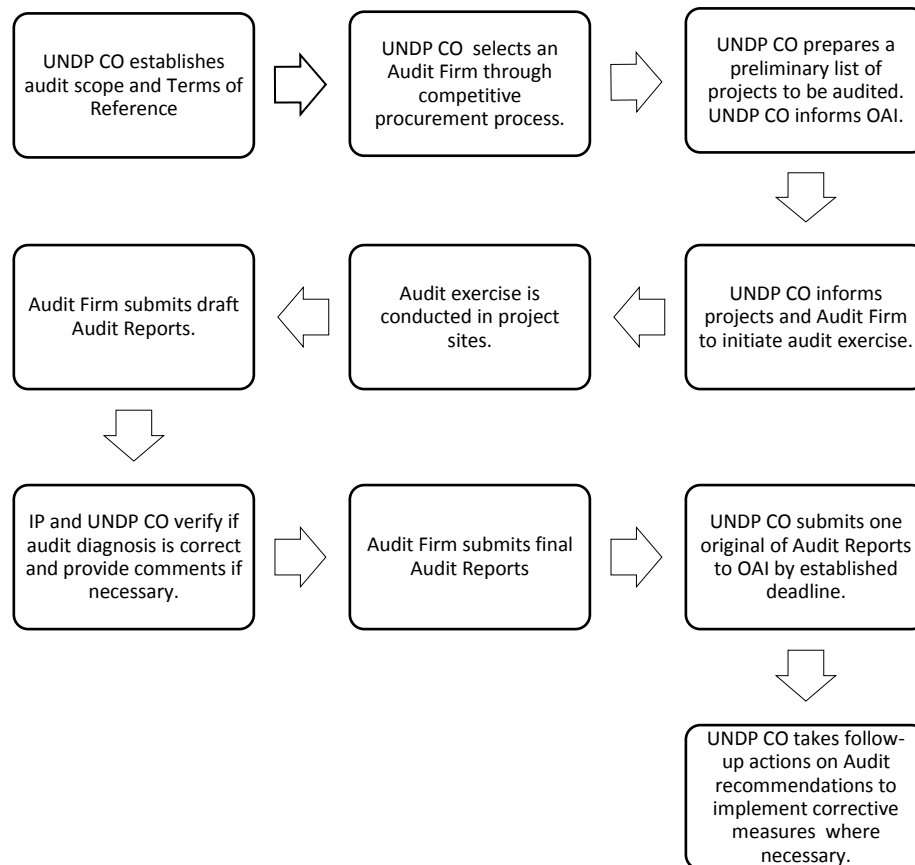 UNDP CO establishes
audit scope and Terms of
Reference
UNDP CO selects an
Audit Firm through
competitive
procurement process.
UNDP CO prepares a
preliminary list of
projects to be audited.
UNDP CO informs OAI.
UNDP CO informs
projects and Audit Firm
to initiate audit exercise.
Audit exercise is
conducted in project
sites.
Audit Firm submits draft
Audit Reports.
IP and UNDP CO verify if
audit diagnosis is correct
and provide comments if
necessary.
Audit Firm submits final
Audit Reports
UNDP CO submits one
original of Audit Reports
to OAI by established
deadline.
UNDP CO takes follow-
up actions on Audit
recommendations to
implement corrective
measures where
necessary.